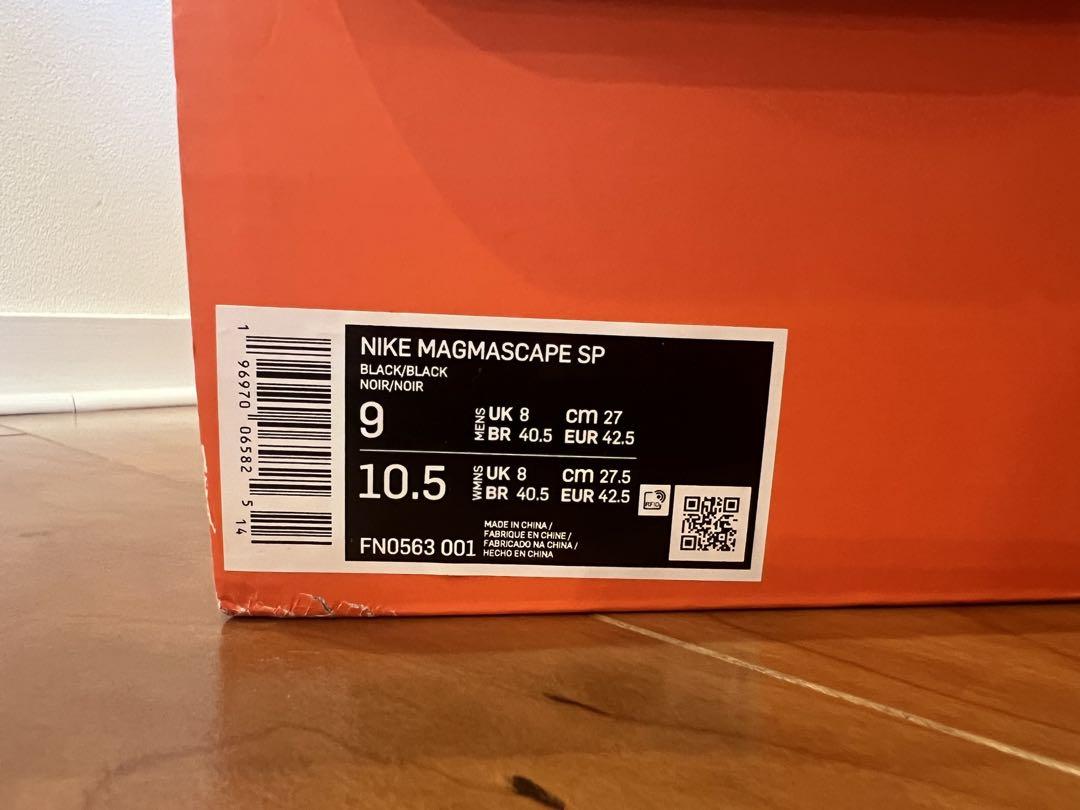 NIKE MAGMASCAPE SP
BLACK/BLACK
NOIR/NOIR
9 MENS UK 8 cm 27
BR 40.5 EUR 42.5
10.5 WMNS UK 8 cm 27.5
BR 40.5 EUR 42.5
RFID
FN0563 001
MADE IN CHINA /
FABRIQUE EN CHINE /
FABRICADO NA CHINA /
HECHO EN CHINA
1 96970 06582 5 14